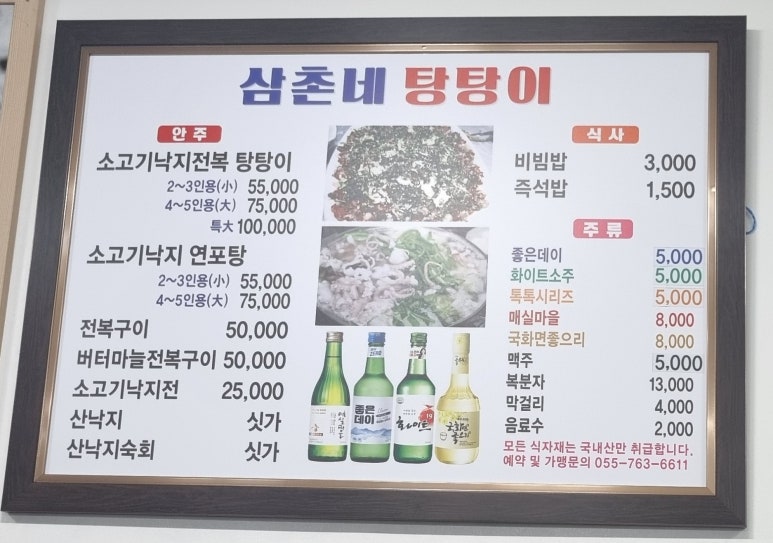 삼촌네 탕탕이
안 주
소고기낙지전복 탕탕이
2~3인용(小) 55,000
4~5인용(大) 75,000
특大 100,000
소고기낙지 연포탕
2~3인용(小) 55,000
4~5인용(大) 75,000
전복구이 50,000
버터마늘전복구이 50,000
소고기낙지전 25,000
산낙지 싯가
산낙지숙회 싯가
좋은
데이
화이트
19
식 사
비빔밥 3,000
즉석밥 1,500
주 류
좋은데이 5,000
화이트소주 5,000
톡톡시리즈 5,000
매실마을 8,000
국화면좋으리 8,000
맥주 5,000
복분자 13,000
막걸리 4,000
음료수 2,000
모든 식자재는 국내산만 취급합니다.
예약 및 가맹문의 055-763-6611